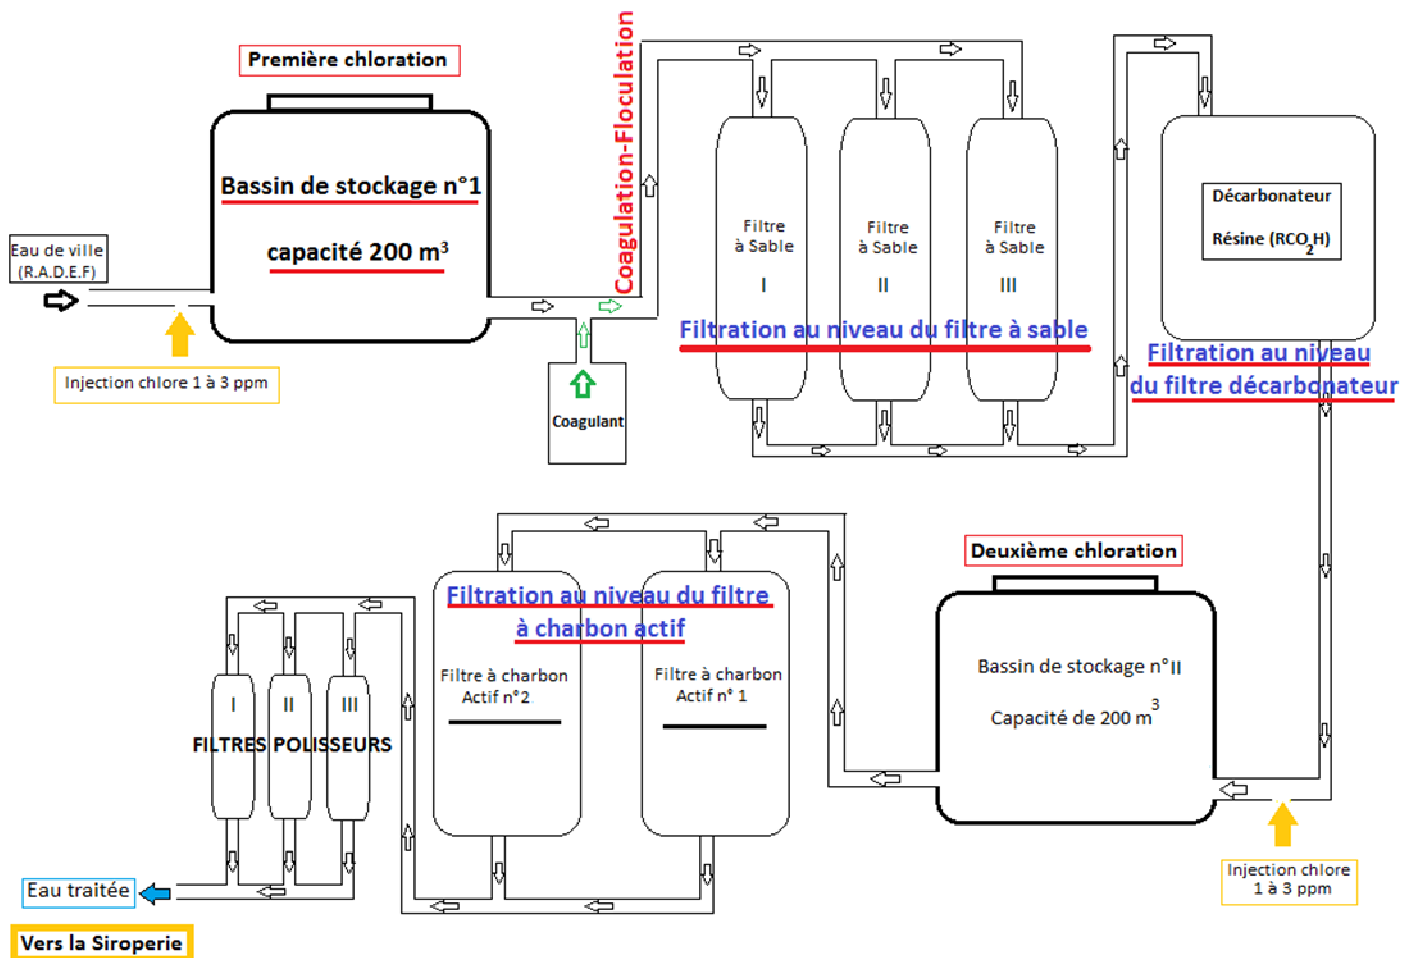 Première chloration
Bassin de stockage n°1
capacité 200 m³
Eau de ville
(R.A.D.E.F)
Injection chlore 1 à 3 ppm
Coagulant
Coagulation-Floculation
Filtre
à Sable
I
Filtre
à Sable
II
Filtre
à Sable
III
Filtration au niveau du filtre à sable
Décarbonateur
Résine (RCO₂H)
Filtration au niveau
du filtre décarbonateur
Deuxième chloration
Bassin de stockage n°II
Capacité de 200 m³
Injection chlore
1 à 3 ppm
Filtration au niveau du filtre
à charbon actif
Filtre à charbon
Actif n°2
Filtre à charbon
Actif n° 1
I II III
FILTRES POLISSEURS
Eau traitée
Vers la Siroperie